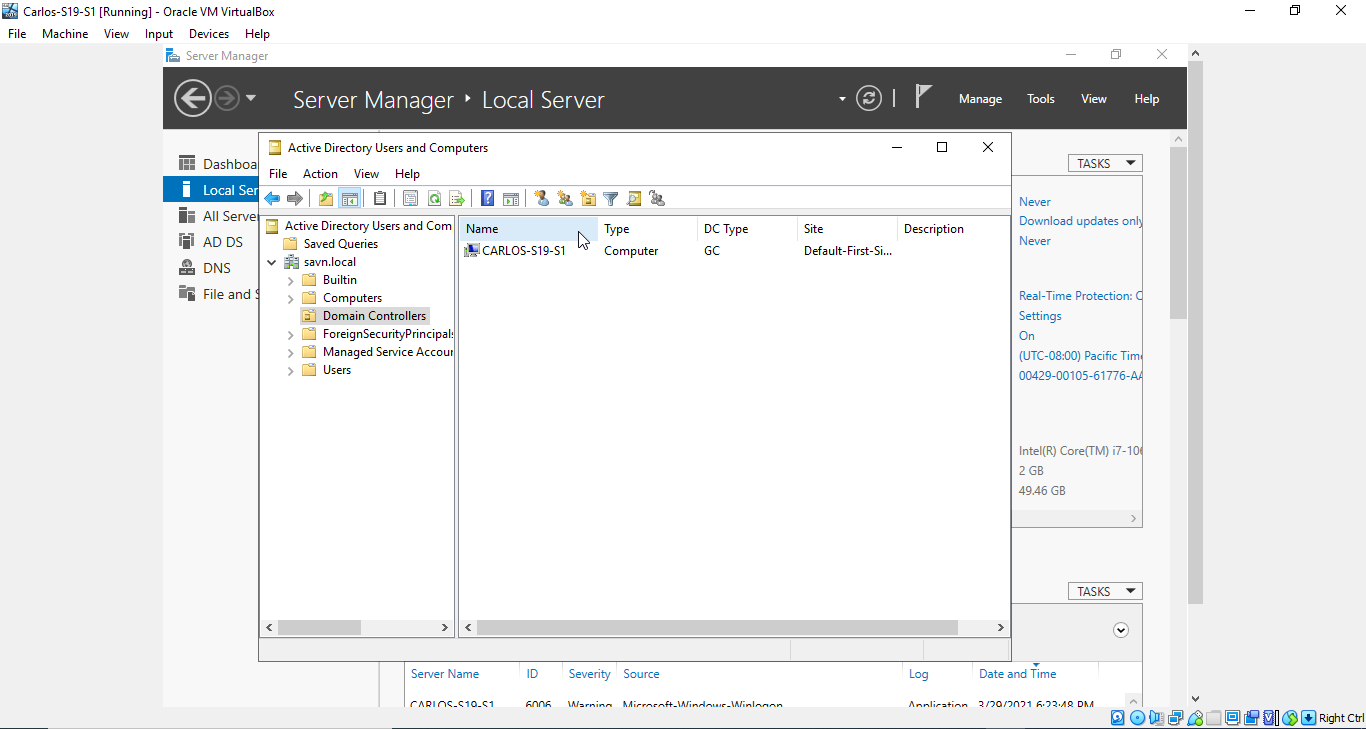 Carlos-S19-S1 [Running] - Oracle VM VirtualBox
File Machine View Input Devices Help
Server Manager
Server Manager ‣ Local Server
Manage Tools View Help
Dashboa
Local Ser
All Serve
AD DS
DNS
File and S
Active Directory Users and Computers
File Action View Help
Active Directory Users and Com
Saved Queries
savn.local
Builtin
Computers
Domain Controllers
ForeignSecurityPrincipals
Managed Service Accour
Users
Name Type DC Type Site Description
CARLOS-S19-S1 Computer GC Default-First-Si...
TASKS
Never
Download updates only
Never
Real-Time Protection: O
Settings
On
(UTC-08:00) Pacific Time
00429-00105-61776-AA
Intel(R) Core(TM) i7-106
2 GB
49.46 GB
TASKS
Server Name ID Severity Source Log Date and Time
CARLOS-S19-S1 6006 Warning Microsoft-Windows-Winlogon Application 3/29/2021 6:23:48 PM
Right Ctrl